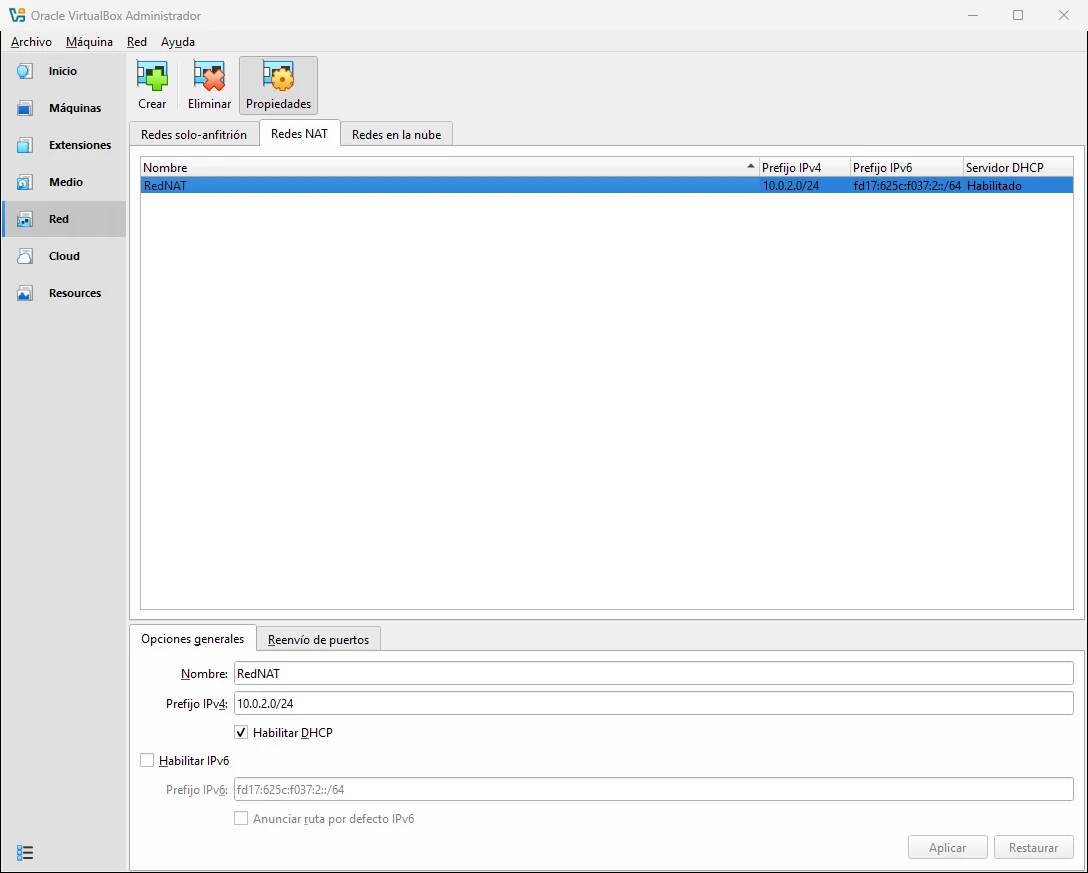 Oracle VirtualBox Administrador
Archivo Máquina Red Ayuda
Inicio
Máquinas
Extensiones
Medio
Red
Cloud
Resources
Crear Eliminar Propiedades
Redes solo-anfitrión Redes NAT Redes en la nube
Nombre Prefijo IPv4 Prefijo IPv6 Servidor DHCP
RedNAT 10.0.2.0/24 fd17:625c:f037:2::/64 Habilitado
Opciones generales Reenvío de puertos
Nombre: RedNAT
Prefijo IPv4: 10.0.2.0/24
Habilitar DHCP
Habilitar IPv6
Prefijo IPv6: fd17:625c:f037:2::/64
Anunciar ruta por defecto IPv6
Aplicar Restaurar